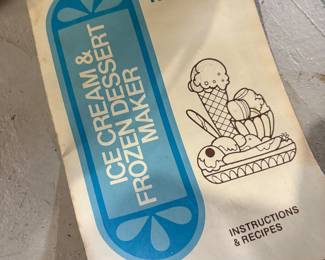 ICE CREAM &
FROZEN DESSERT
MAKER
INSTRUCTIONS
& RECIPES